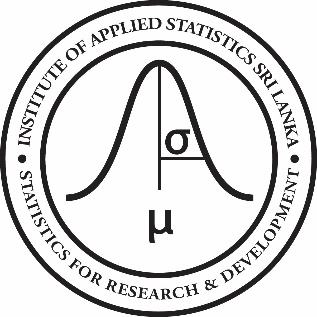 INSTITUTE OF APPLIED STATISTICS SRI LANKA
σ
μ
• STATISTICS FOR RESEARCH & DEVELOPMENT •